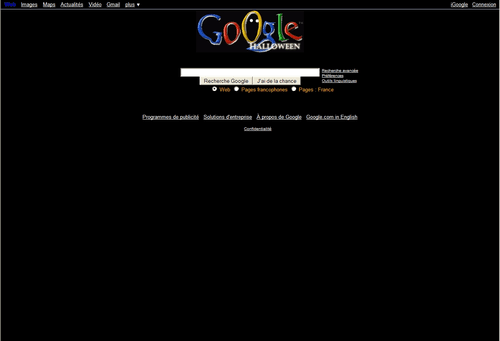 Web Images Maps Actualités Vidéo Gmail plus ▼ iGoogle Connexion
Google
HALLOWEEN
Recherche avancée
Préférences
Outils linguistiques
Recherche Google J'ai de la chance
Web Pages francophones Pages : France
Programmes de publicité Solutions d'entreprise À propos de Google Google.com in English
Confidentialité